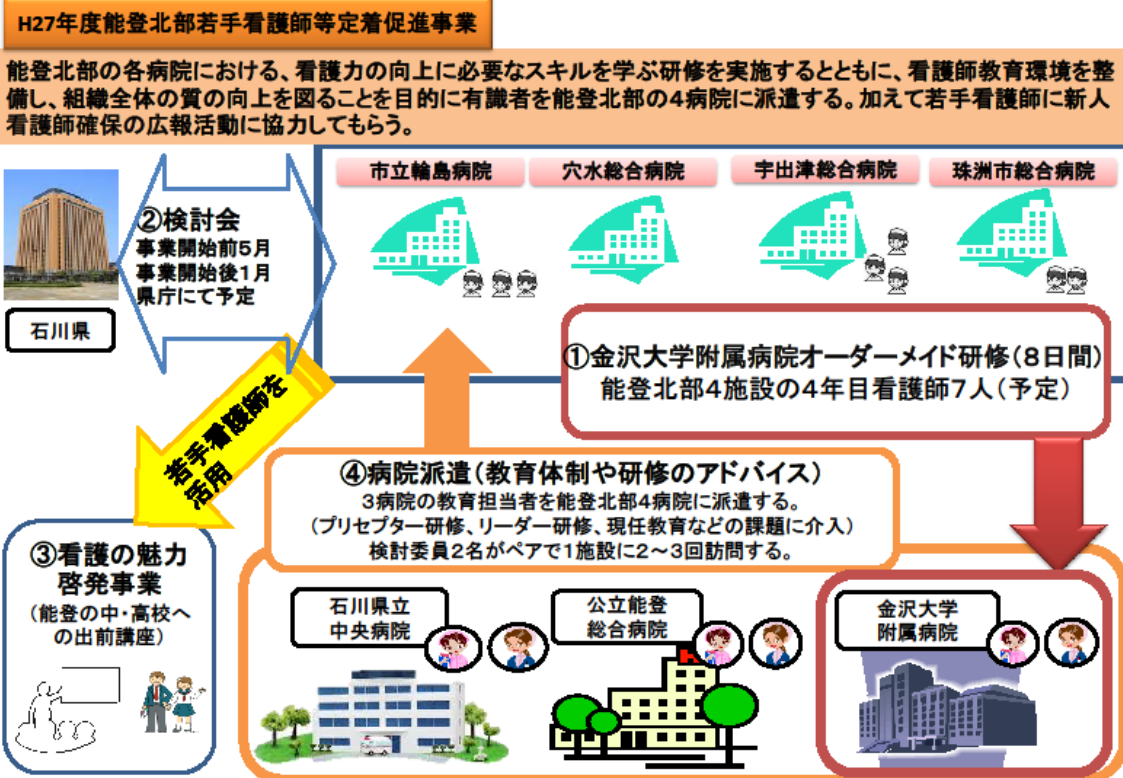 H27年度能登北部若手看護師等定着促進事業
能登北部の各病院における、看護力の向上に必要なスキルを学ぶ研修を実施するとともに、看護師教育環境を整
備し、組織全体の質の向上を図ることを目的に有識者を能登北部の4病院に派遣する。加えて若手看護師に新人
看護師確保の広報活動に協力してもらう。
市立輪島病院
穴水総合病院
宇出津総合病院
珠洲市総合病院
②検討会
事業開始前5月
事業開始後1月
県庁にて予定
石川県
①金沢大学附属病院オーダーメイド研修(8日間)
能登北部4施設の4年目看護師7人(予定)
若手看護師を
活用
④病院派遣(教育体制や研修のアドバイス)
3病院の教育担当者を能登北部4病院に派遣する。
(プリセプター研修、リーダー研修、現任教育などの課題に介入)
検討委員2名がペアで1施設に2~3回訪問する。
③看護の魅力
啓発事業
(能登の中・高校へ
の出前講座)
石川県立
中央病院
公立能登
総合病院
金沢大学
附属病院
H